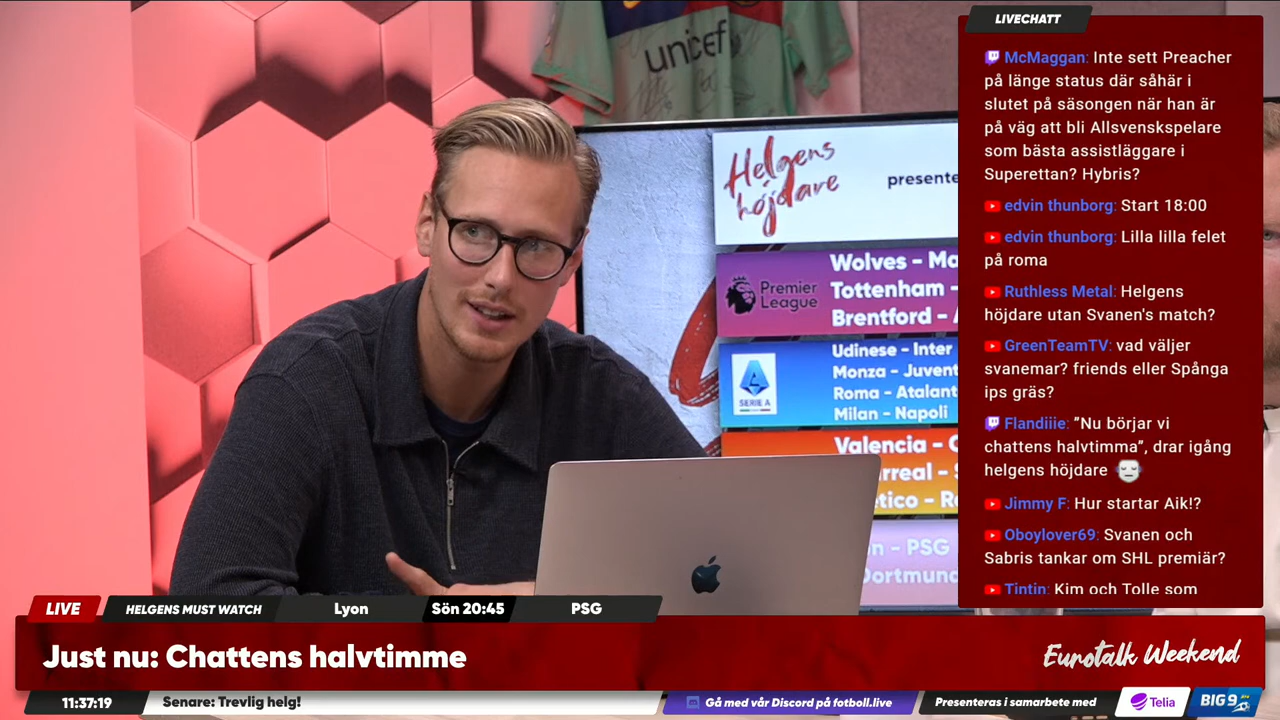 unicef
Helgens
höjdare
presente
Premier
League
Wolves - Ma
Tottenham -
Brentford -
SERIE A
Udinese - Inter
Monza - Juvent
Roma - Atalant
Milan - Napoli
Valencia -
rreal -
tico -
n - PSG
Dortmund
LIVECHATT
McMaggan: Inte sett Preacher
på länge status där såhär i
slutet på säsongen när han är
på väg att bli Allsvenskspelare
som bästa assistläggare i
Superettan? Hybris?
edvin thunborg: Start 18:00
edvin thunborg: Lilla lilla felet
på roma
Ruthless Metal: Helgens
höjdare utan Svanen's match?
GreenTeamTV: vad väljer
svanemar? friends eller Spånga
ips gräs?
Flandiiie: ”Nu börjar vi
chattens halvtimma”, drar igång
helgens höjdare
Jimmy F: Hur startar Aik!?
Oboylover69: Svanen och
Sabris tankar om SHL premiär?
Tintin: Kim och Tolle som
LIVE HELGENS MUST WATCH Lyon Sön 20:45 PSG
Just nu: Chattens halvtimme
Eurotalk Weekend
11:37:19 Senare: Trevlig helg! Gå med vår Discord på fotboll.live Presenteras i samarbete med Telia BIG9